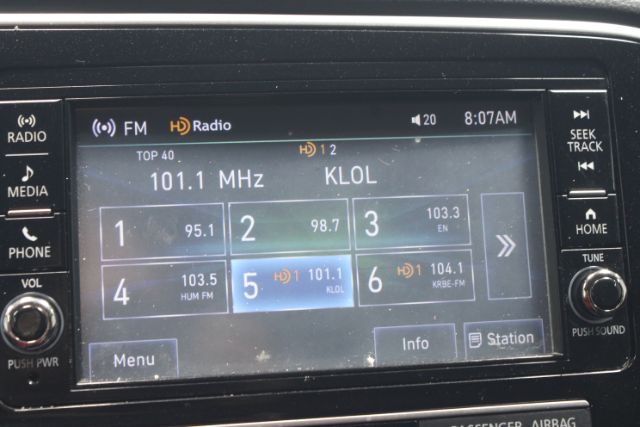 RADIO
MEDIA
PHONE
VOL
PUSH PWR
FM HD Radio 20 8:07AM
TOP 40 HD 1 2
101.1 MHz KLOL
1 95.1
2 98.7
3 103.3
EN
4 103.5
HUM FM
5 HD 1 101.1
KLOL
6 HD 1 104.1
KRBE-FM
Menu
Info
Station
SEEK
TRACK
HOME
TUNE
PUSH SOUND
PASSENGER AIRBAG